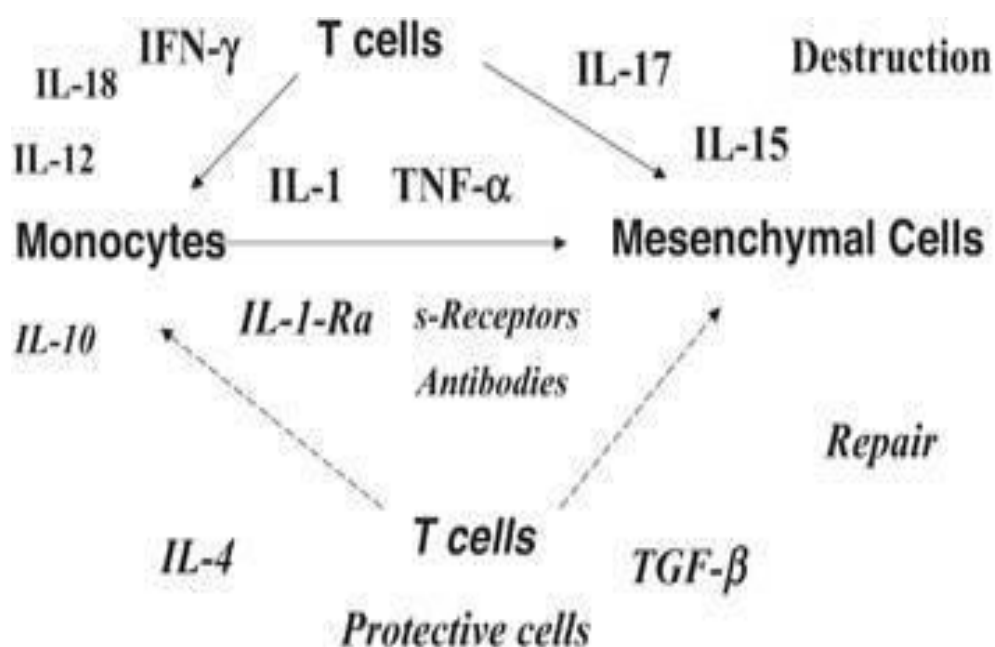 IFN-γ
T cells
IL-18
IL-17
Destruction
IL-12
IL-15
IL-1
TNF-α
Monocytes
Mesenchymal Cells
IL-10
IL-1-Ra
s-Receptors
Antibodies
Repair
T cells
IL-4
TGF-β
Protective cells